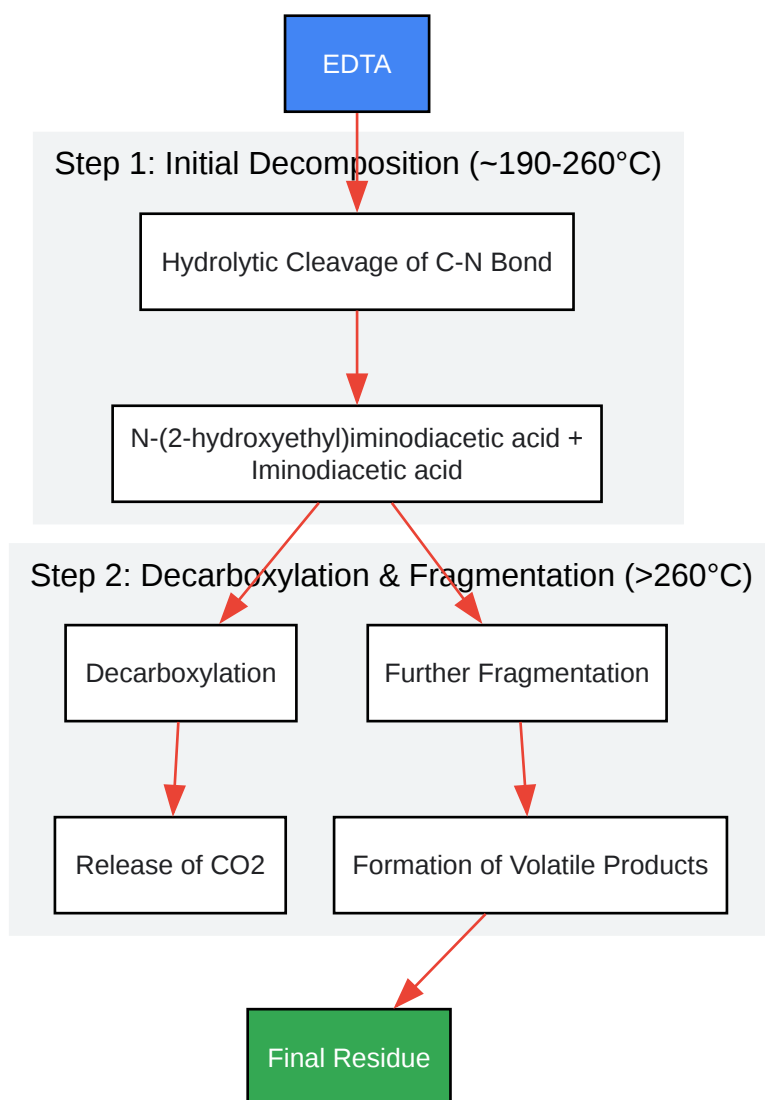 EDTA
Step 1: Initial Decomposition (~190-260°C)
Hydrolytic Cleavage of C-N Bond
N-(2-hydroxyethyl)iminodiacetic acid +
Iminodiacetic acid
Step 2: Decarboxylation & Fragmentation (>260°C)
Decarboxylation
Further Fragmentation
Release of CO2
Formation of Volatile Products
Final Residue